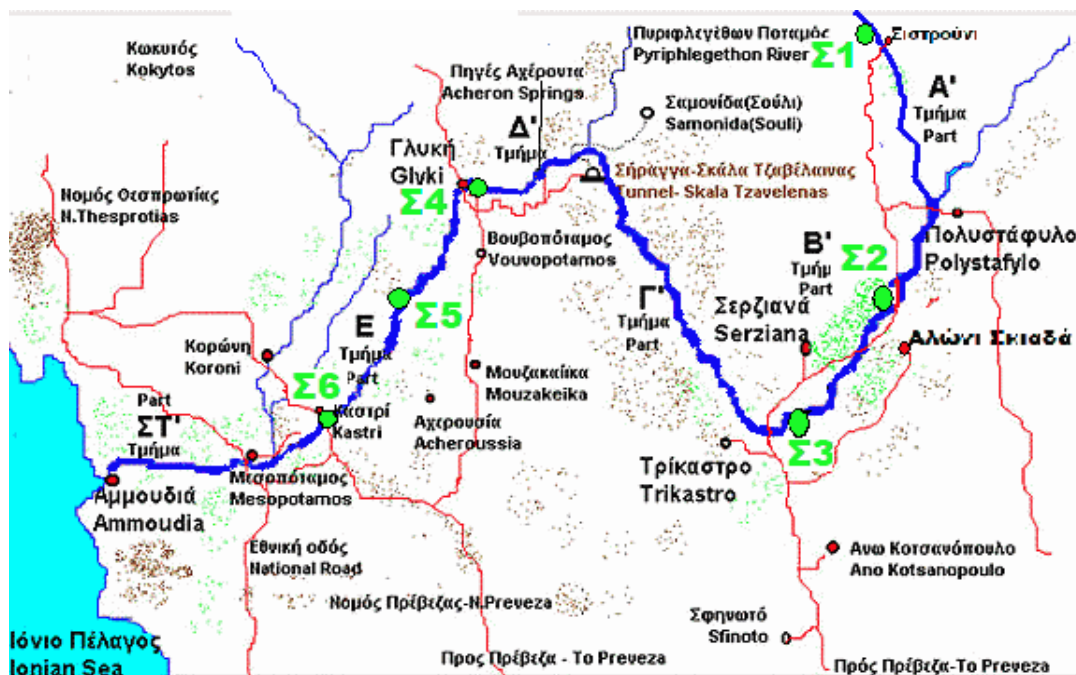 Κωκυτός
Kokytos
Πηγές Αχέροντα
Acheron Springs
Πυριφλεγέθων Ποταμός
Pyriphlegethon River
Σ1
Σιστρούνι
Α'
Τμήμα
Part
Σαμονίδα(Σούλι)
Samonida(Souli)
Δ'
Τμήμα
Γλυκή
Glyki
Σ4
Σήραγγα-Σκάλα Τζαβέλαινας
Tunnel- Skala Tzavelenas
Νομός Θεσπρωτίας
N.Thesprotias
Βουβοπόταμος
Vouvopotamos
Πολυστάφυλο
Polystafylo
Β'
Τμήμ
Part
Σ2
Γ'
Τμήμα
Part
Σερζιανά
Serziana
Αλώνι Σκιαδά
Ε
Τμήμα
Part
Σ5
Κορώνη
Koroni
Μουζακαίικα
Mouzakeika
Σ6
Καστρί
Kastri
Αχερουσία
Acheroussia
Part
ΣΤ'
Τμήμα
Σ3
Τρίκαστρο
Trikastro
Μεσοπόταμος
Mesopotamos
Αμμουδιά
Ammoudia
Εθνική οδός
National Road
Ανω Κοτσανόπουλο
Ano Kotsanopoulo
Νομός Πρέβεζας-N.Preveza
Σφηνωτό
Sfinoto
Ιόνιο Πέλαγος
Ionian Sea
Προς Πρέβεζα - To Preveza
Πρός Πρέβεζα-To Preveza